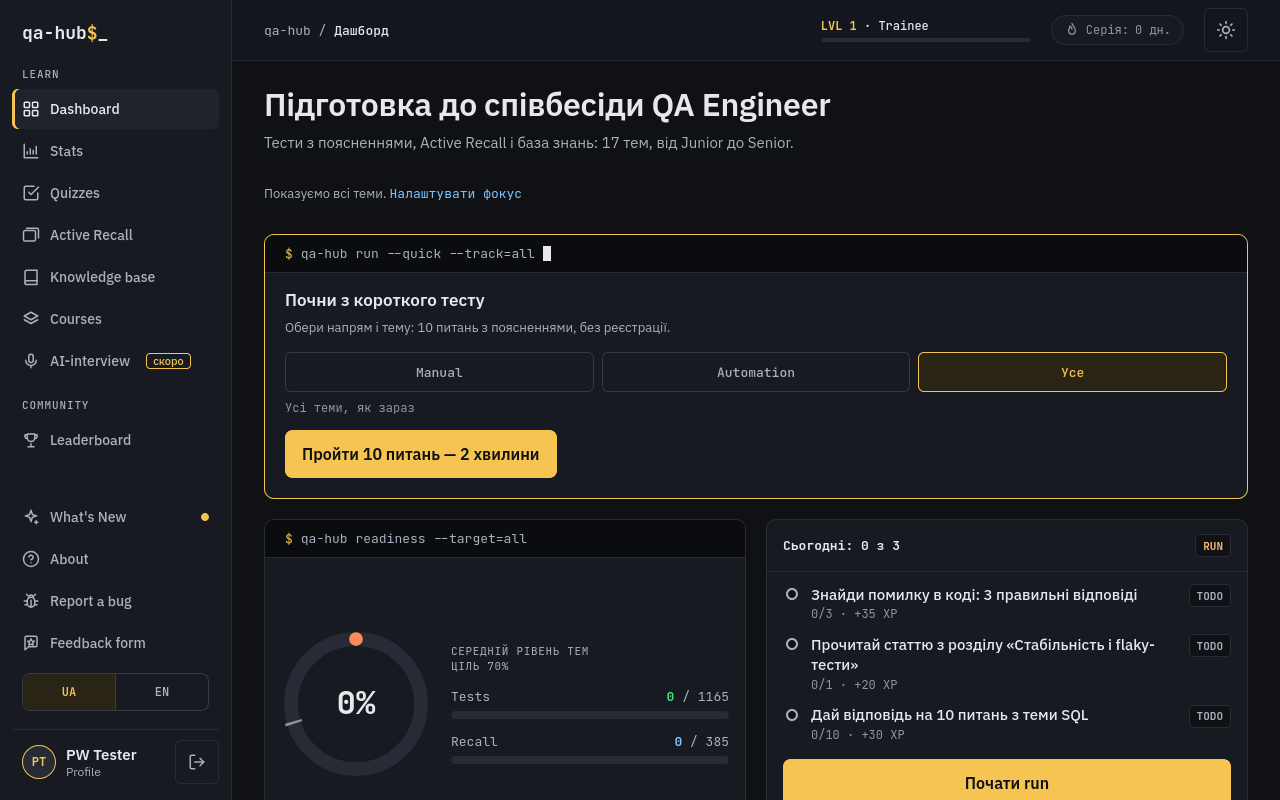 qa-hub$_
LEARN
Dashboard
Stats
Quizzes
Active Recall
Knowledge base
Courses
AI-interview скоро
COMMUNITY
Leaderboard
What's New
About
Report a bug
Feedback form
UA EN
PT PW Tester
Profile
qa-hub / Дашборд
LVL 1 · Trainee
Серія: 0 дн.
Підготовка до співбесіди QA Engineer
Тести з поясненнями, Active Recall і база знань: 17 тем, від Junior до Senior.
Показуємо всі теми. Налаштувати фокус
$ qa-hub run --quick --track=all
Почни з короткого тесту
Обери напрям і тему: 10 питань з поясненнями, без реєстрації.
Manual Automation Усе
Усі теми, як зараз
Пройти 10 питань — 2 хвилини
$ qa-hub readiness --target=all
0%
СЕРЕДНІЙ РІВЕНЬ ТЕМ
ЦІЛЬ 70%
Tests 0 / 1165
Recall 0 / 385
Сьогодні: 0 з 3 RUN
Знайди помилку в коді: 3 правильні відповіді TODO
0/3 · +35 XP
Прочитай статтю з розділу «Стабільність і flaky-
тести» TODO
0/1 · +20 XP
Дай відповідь на 10 питань з теми SQL TODO
0/10 · +30 XP
Почати run